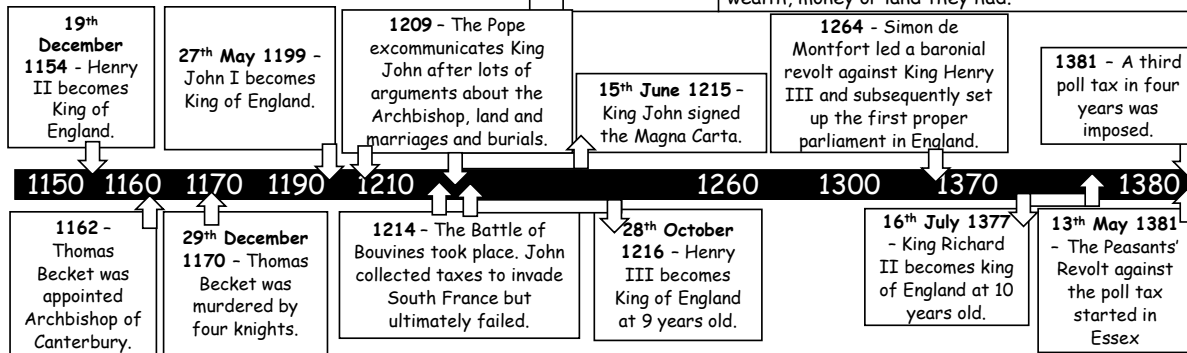 wealth, money or land they had.
19th
December
1154 - Henry
II becomes
King of
England.
27th May 1199 –
John I becomes
King of England.
1209 – The Pope
excommunicates King
John after lots of
arguments about the
Archbishop, land and
marriages and burials.
15th June 1215 –
King John signed
the Magna Carta.
1264 - Simon de
Montfort led a baronial
revolt against King Henry
III and subsequently set
up the first proper
parliament in England.
1381 – A third
poll tax in four
years was
imposed.
1150 1160 1170 1190 1210 1260 1300 1370 1380
1162 –
Thomas
Becket was
appointed
Archbishop of
Canterbury.
29th December
1170 – Thomas
Becket was
murdered by
four knights.
1214 – The Battle of
Bouvines took place. John
collected taxes to invade
South France but
ultimately failed.
28th October
1216 – Henry
III becomes
King of England
at 9 years old.
16th July 1377
– King Richard
II becomes king
of England at 10
years old.
13th May 1381
– The Peasants’
Revolt against
the poll tax
started in
Essex